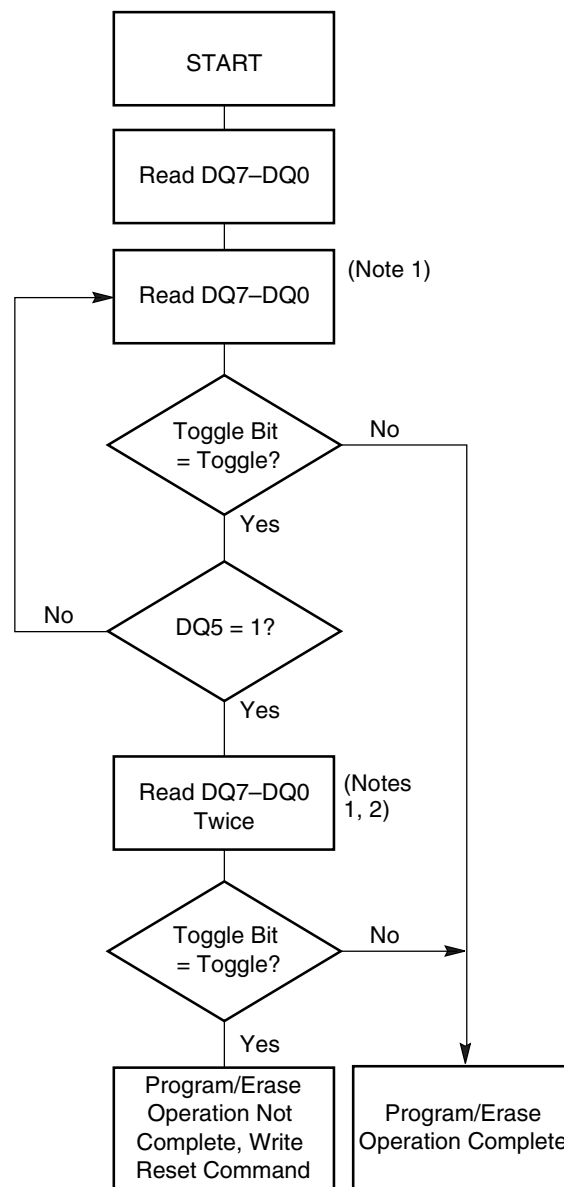 START
Read DQ7–DQ0
Read DQ7–DQ0
(Note 1)
Toggle Bit
= Toggle?
No
Yes
No
DQ5 = 1?
Yes
Read DQ7–DQ0
Twice
(Notes
1, 2)
Toggle Bit
= Toggle?
No
Yes
Program/Erase
Operation Not
Complete, Write
Reset Command
Program/Erase
Operation Complete